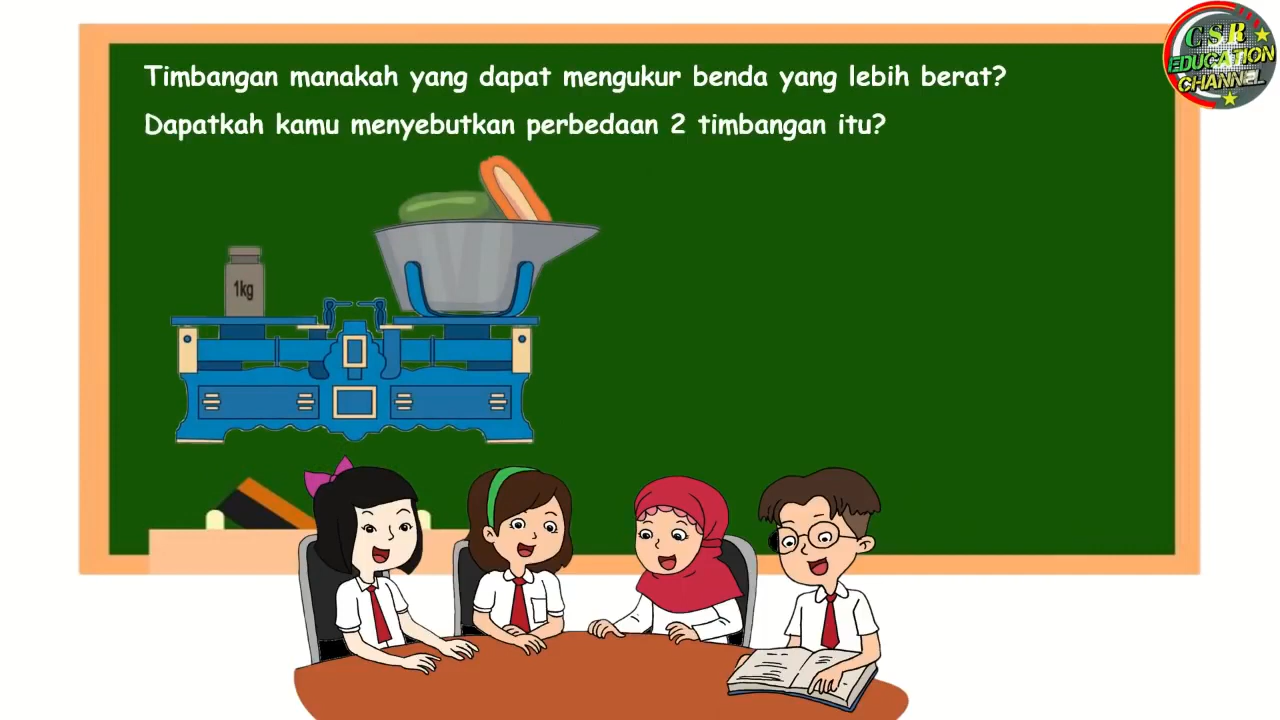 Timbangan manakah yang dapat mengukur benda yang lebih berat?
Dapatkah kamu menyebutkan perbedaan 2 timbangan itu?
1kg
CSR
EDUCATION
CHANNEL